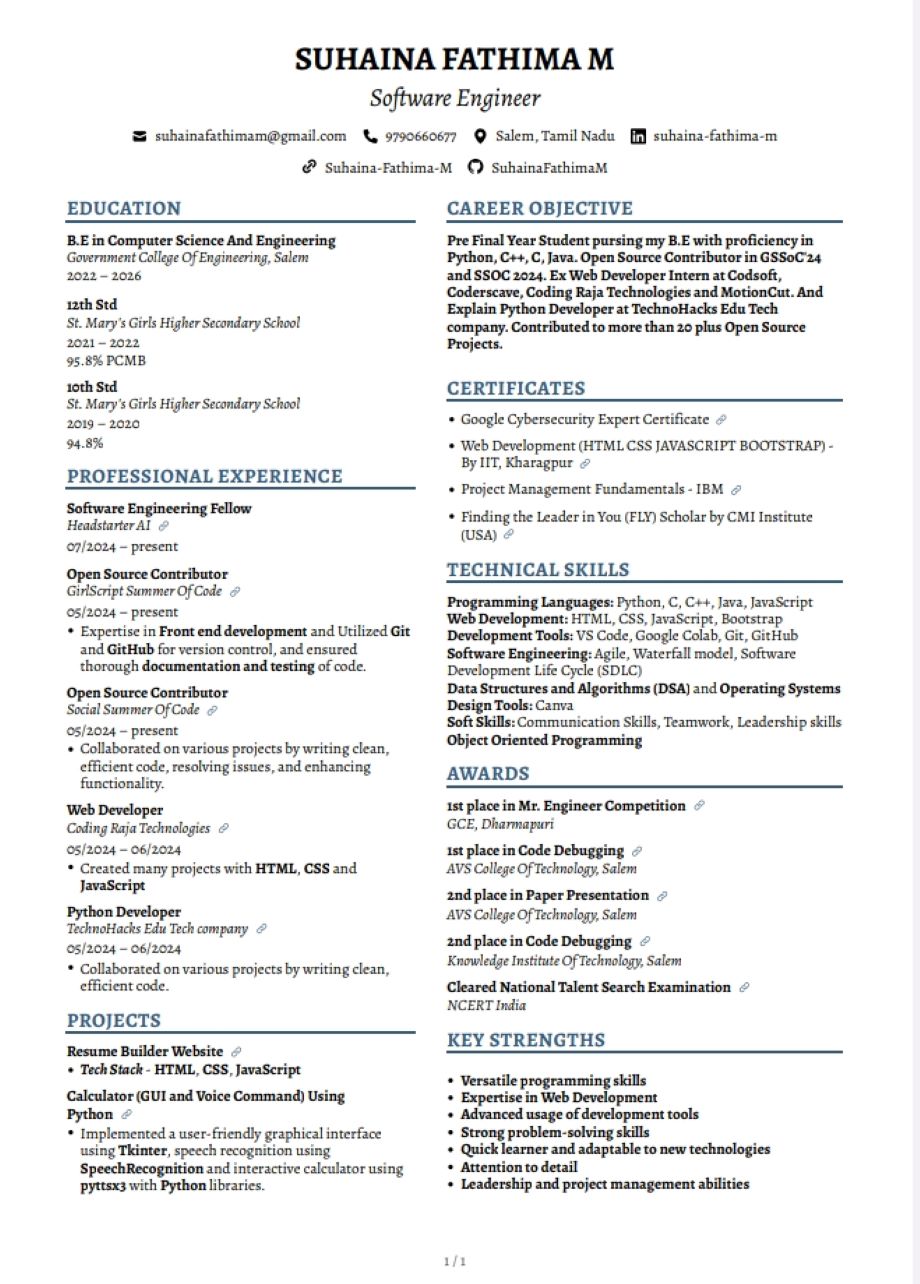 SUHAINA FATHIMA M
Software Engineer
suhainafathimam@gmail.com 9790660677 Salem, Tamil Nadu suhaina-fathima-m
Suhaina-Fathima-M SuhainaFathimaM
EDUCATION
B.E in Computer Science And Engineering
Government College Of Engineering, Salem
2022 – 2026
12th Std
St. Mary's Girls Higher Secondary School
2021 – 2022
95.8% PCMB
10th Std
St. Mary's Girls Higher Secondary School
2019 – 2020
94.8%
PROFESSIONAL EXPERIENCE
Software Engineering Fellow
Headstarter AI
07/2024 – present
Open Source Contributor
GirlScript Summer Of Code
05/2024 – present
• Expertise in Front end development and Utilized Git
and GitHub for version control, and ensured
thorough documentation and testing of code.
Open Source Contributor
Social Summer Of Code
05/2024 – present
• Collaborated on various projects by writing clean,
efficient code, resolving issues, and enhancing
functionality.
Web Developer
Coding Raja Technologies
05/2024 – 06/2024
• Created many projects with HTML, CSS and
JavaScript
Python Developer
TechnoHacks Edu Tech company
05/2024 – 06/2024
• Collaborated on various projects by writing clean,
efficient code.
PROJECTS
Resume Builder Website
• Tech Stack - HTML, CSS, JavaScript
Calculator (GUI and Voice Command) Using
Python
• Implemented a user-friendly graphical interface
using Tkinter, speech recognition using
SpeechRecognition and interactive calculator using
pyttsx3 with Python libraries.
CAREER OBJECTIVE
Pre Final Year Student pursing my B.E with proficiency in
Python, C++, C, Java. Open Source Contributor in GSSoC'24
and SSOC 2024. Ex Web Developer Intern at Codsoft,
Coderscave, Coding Raja Technologies and MotionCut. And
Explain Python Developer at TechnoHacks Edu Tech
company. Contributed to more than 20 plus Open Source
Projects.
CERTIFICATES
• Google Cybersecurity Expert Certificate
• Web Development (HTML CSS JAVASCRIPT BOOTSTRAP) -
By IIT, Kharagpur
• Project Management Fundamentals - IBM
• Finding the Leader in You (FLY) Scholar by CMI Institute
(USA)
TECHNICAL SKILLS
Programming Languages: Python, C, C++, Java, JavaScript
Web Development: HTML, CSS, JavaScript, Bootstrap
Development Tools: VS Code, Google Colab, Git, GitHub
Software Engineering: Agile, Waterfall model, Software
Development Life Cycle (SDLC)
Data Structures and Algorithms (DSA) and Operating Systems
Design Tools: Canva
Soft Skills: Communication Skills, Teamwork, Leadership skills
Object Oriented Programming
AWARDS
1st place in Mr. Engineer Competition
GCE, Dharmapuri
1st place in Code Debugging
AVS College Of Technology, Salem
2nd place in Paper Presentation
AVS College Of Technology, Salem
2nd place in Code Debugging
Knowledge Institute Of Technology, Salem
Cleared National Talent Search Examination
NCERT India
KEY STRENGTHS
• Versatile programming skills
• Expertise in Web Development
• Advanced usage of development tools
• Strong problem-solving skills
• Quick learner and adaptable to new technologies
• Attention to detail
• Leadership and project management abilities
1 / 1